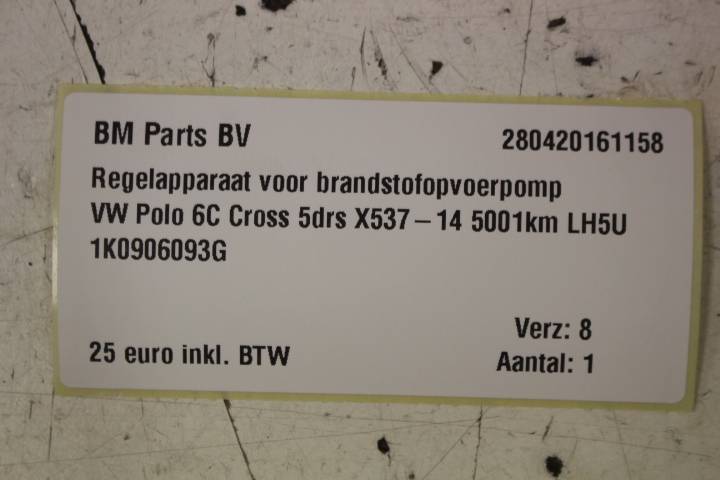 BM Parts BV 280420161158
Regelapparaat voor brandstofopvoerpomp
VW Polo 6C Cross 5drs X537-14 5001km LH5U
1K0906093G
Verz: 8
25 euro inkl. BTW Aantal: 1